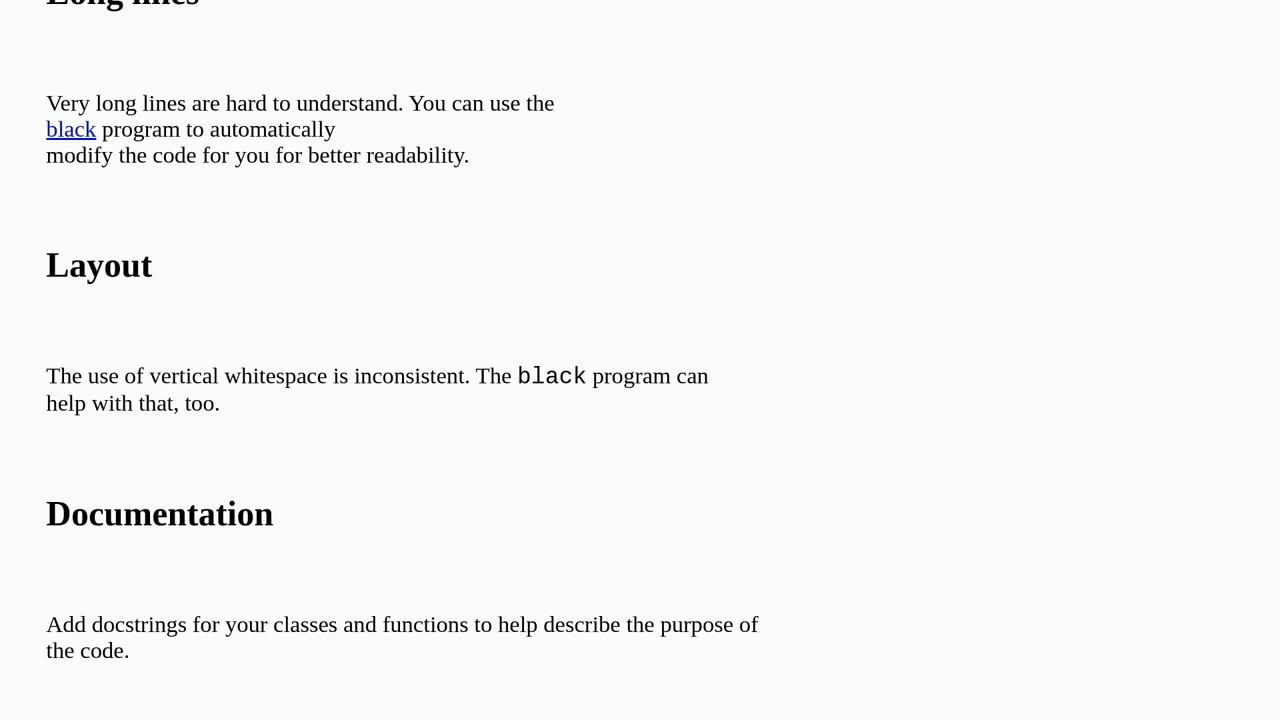 Long lines
Very long lines are hard to understand. You can use the
black program to automatically
modify the code for you for better readability.
Layout
The use of vertical whitespace is inconsistent. The black program can
help with that, too.
Documentation
Add docstrings for your classes and functions to help describe the purpose of
the code.